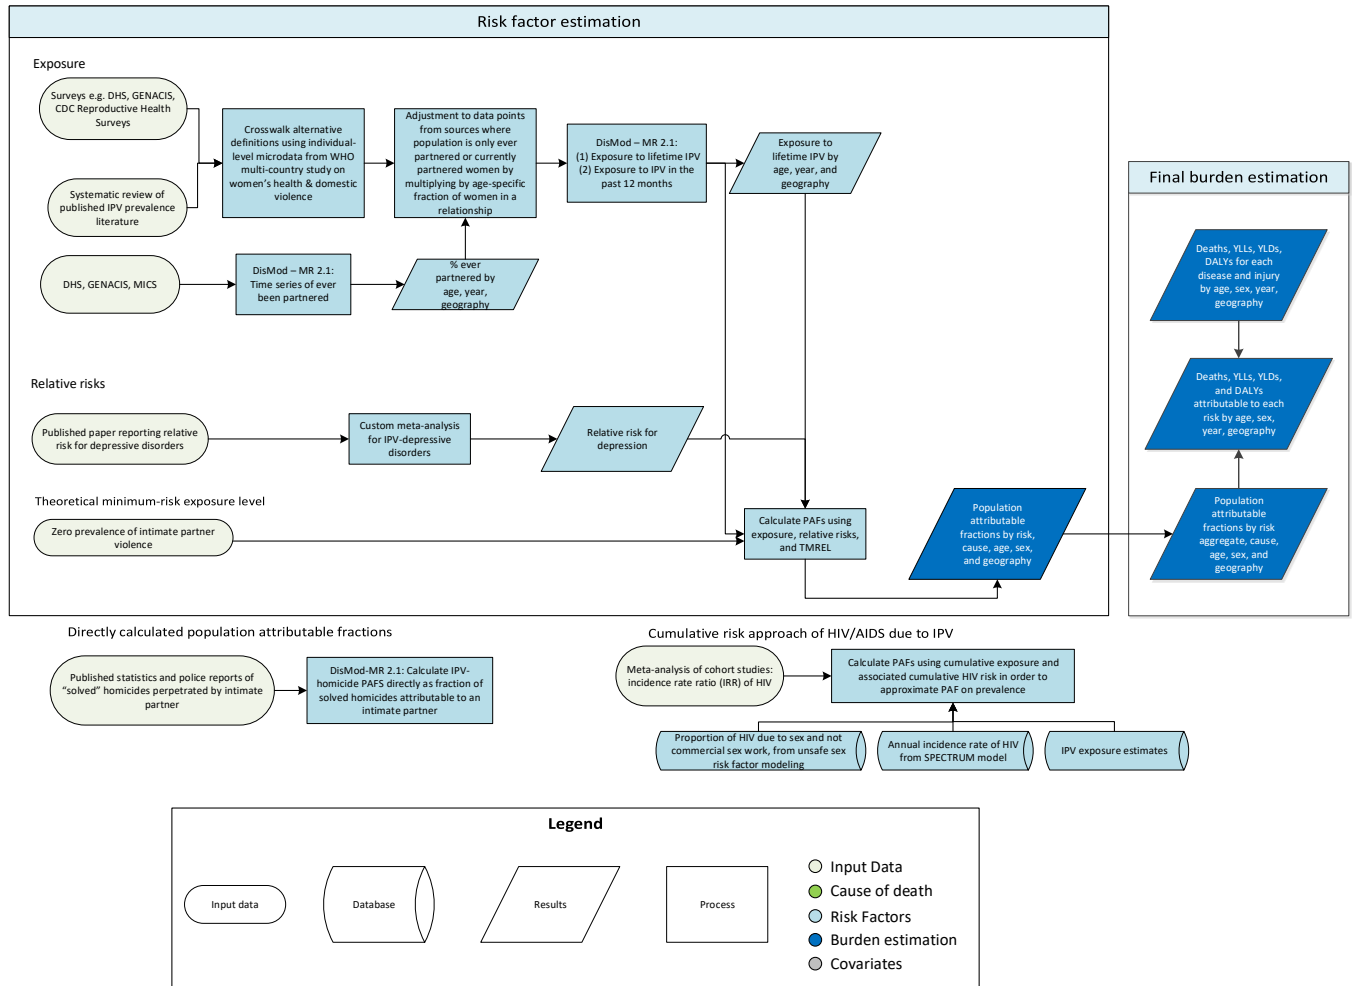 Risk factor estimation
Exposure
Surveys e.g. DHS, GENACIS,
CDC Reproductive Health
Surveys
Systematic review of
published IPV prevalence
literature
Crosswalk alternative
definitions using individual-
level microdata from WHO
multi-country study on
women's health & domestic
violence
Adjustment to data points
from sources where
population is only ever
partnered or currently
partnered women by
multiplying by age-specific
fraction of women in a
relationship
DisMod – MR 2.1:
(1) Exposure to lifetime IPV
(2) Exposure to IPV in the
past 12 months
Exposure to
lifetime IPV by
age, year, and
geography
DHS, GENACIS, MICS
DisMod – MR 2.1:
Time series of ever
been partnered
% ever
partnered by
age, year,
geography
Relative risks
Published paper reporting relative
risk for depressive disorders
Custom meta-analysis
for IPV-depressive
disorders
Relative risk for
depression
Theoretical minimum-risk exposure level
Zero prevalence of intimate partner
violence
Calculate PAFs using
exposure, relative risks,
and TMREL
Population
attributable
fractions by risk,
cause, age, sex,
and geography
Final burden estimation
Deaths, YLLs, YLDs,
DALYs for each
disease and injury
by age, sex, year,
geography
Deaths, YLLs, YLDs,
and DALYs
attributable to each
risk by age, sex,
year, geography
Population
attributable
fractions by risk
aggregate, cause,
age, sex, and
geography
Directly calculated population attributable fractions
Published statistics and police reports of
"solved" homicides perpetrated by intimate
partner
DisMod-MR 2.1: Calculate IPV-
homicide PAFS directly as fraction of
solved homicides attributable to an
intimate partner
Cumulative risk approach of HIV/AIDS due to IPV
Meta-analysis of cohort studies:
incidence rate ratio (IRR) of HIV
Calculate PAFs using cumulative exposure and
associated cumulative HIV risk in order to
approximate PAF on prevalence
Proportion of HIV due to sex and not
commercial sex work, from unsafe sex
risk factor modeling
Annual incidence rate of HIV
from SPECTRUM model
IPV exposure estimates
Legend
Input data
Database
Results
Process
Input Data
Cause of death
Risk Factors
Burden estimation
Covariates